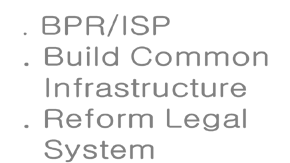 . BPR/ISP
. Build Common
Infrastructure
. Reform Legal
System